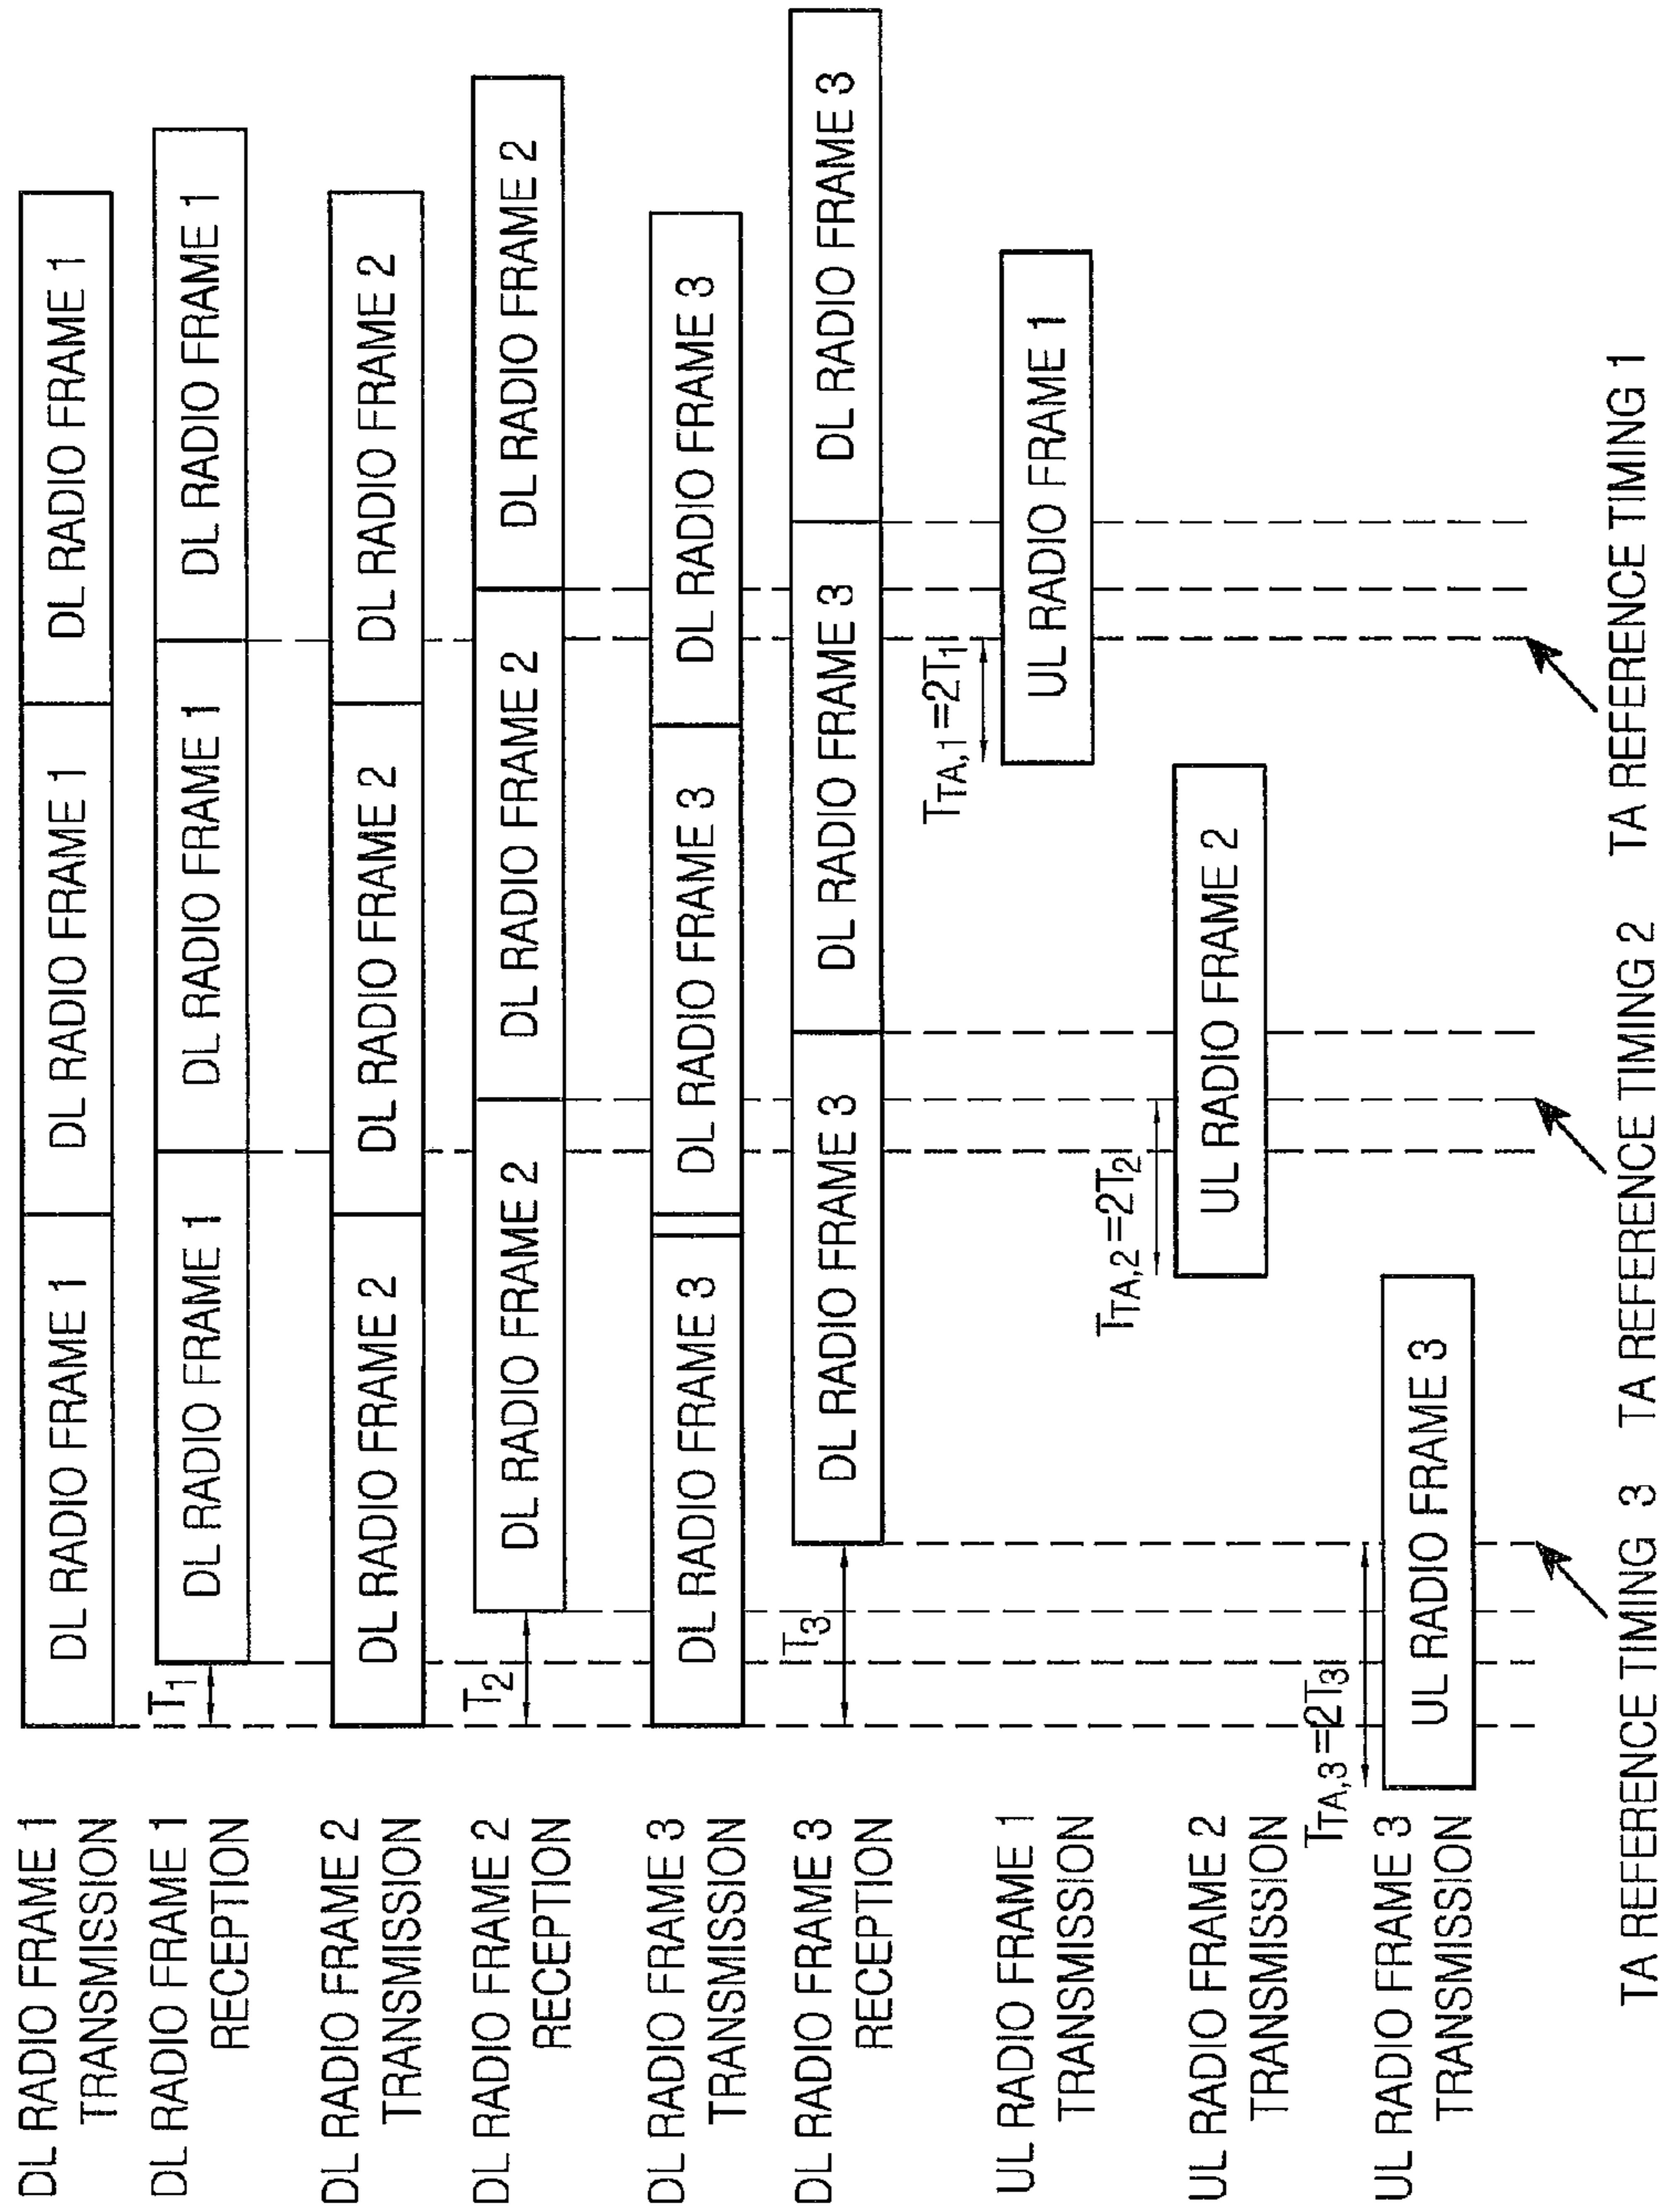 DL RADIO FRAME 1
TRANSMISSION
DL RADIO FRAME 1
DL RADIO FRAME 1
DL RADIO FRAME 1
DL RADIO FRAME 1
RECEPTION
T1
DL RADIO FRAME 1
DL RADIO FRAME 1
DL RADIO FRAME 1
DL RADIO FRAME 2
TRANSMISSION
DL RADIO FRAME 2
DL RADIO FRAME 2
DL RADIO FRAME 2
DL RADIO FRAME 2
RECEPTION
T2
DL RADIO FRAME 2
DL RADIO FRAME 2
DL RADIO FRAME 2
DL RADIO FRAME 3
TRANSMISSION
DL RADIO FRAME 3
DL RADIO FRAME 3
DL RADIO FRAME 3
DL RADIO FRAME 3
RECEPTION
T3
DL RADIO FRAME 3
DL RADIO FRAME 3
DL RADIO FRAME 3
UL RADIO FRAME 1
TRANSMISSION
TTA,1=2T1
UL RADIO FRAME 1
UL RADIO FRAME 2
TRANSMISSION
TTA,2=2T2
UL RADIO FRAME 2
UL RADIO FRAME 3
TRANSMISSION
TTA,3=2T3
UL RADIO FRAME 3
TA REFERENCE TIMING 3
TA REFERENCE TIMING 2
TA REFERENCE TIMING 1